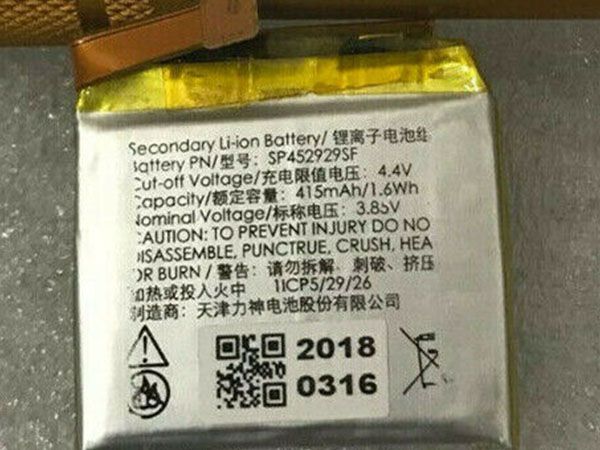 Secondary Li-ion Battery/ 锂离子电池组
Battery PN/型号: SP452929SF
Cut-off Voltage/充电限值电压: 4.4V
Capacity/额定容量: 415mAh/1.6Wh
Nominal Voltage/标称电压: 3.85V
CAUTION: TO PREVENT INJURY DO NO
DISASSEMBLE, PUNCTRUE, CRUSH, HEA
OR BURN / 警告: 请勿拆解、刺破、挤压
加热或投入火中 1ICP5/29/26
制造商: 天津力神电池股份有限公司
2018
0316